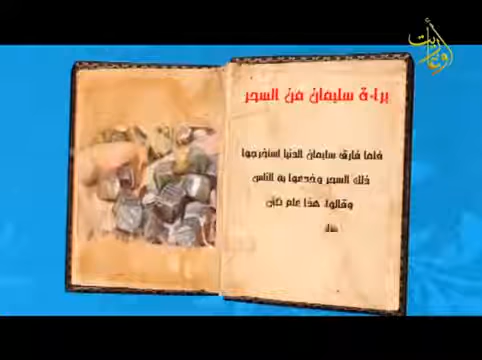 براءة سليمان من السحر
فلما فارق سليمان الدنيا استخرجوا
ذلك السحر وخدعوا به الناس
وقالوا هذا علم كان